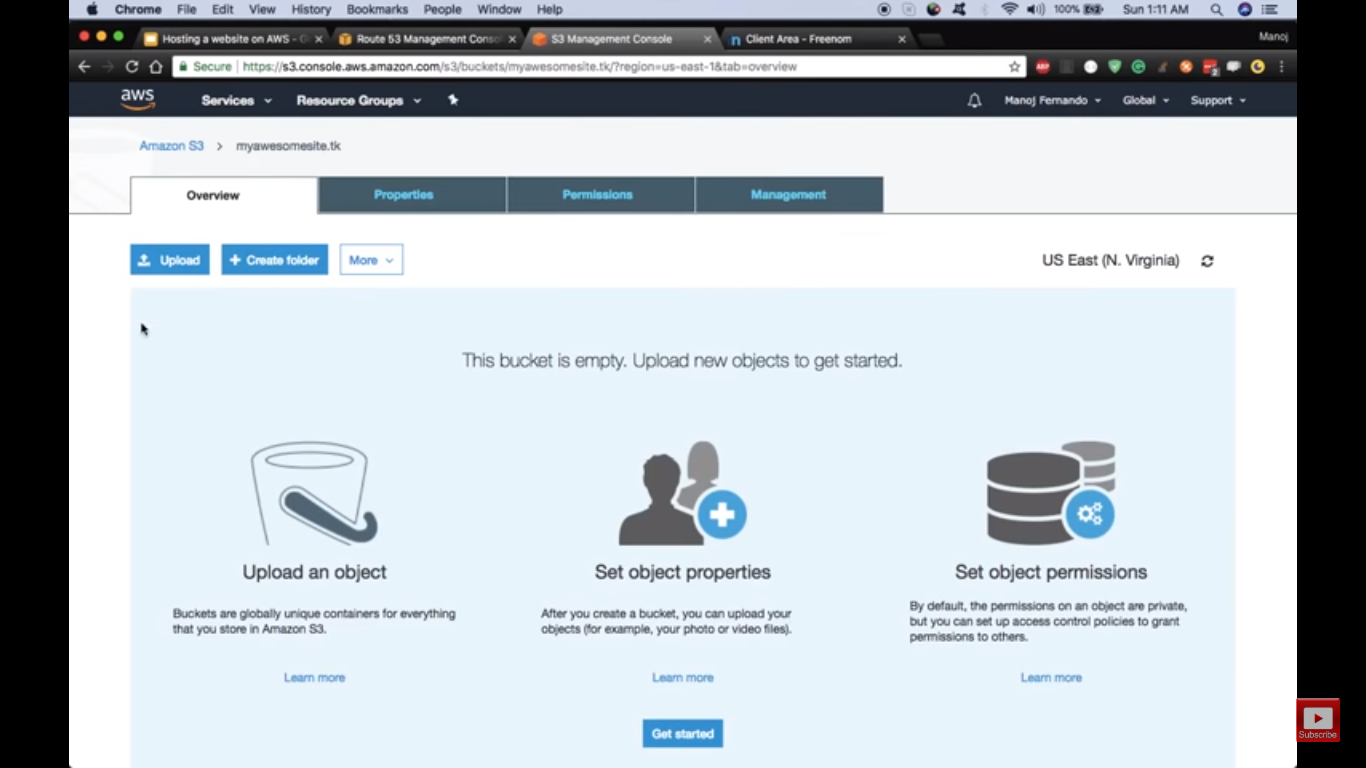 Chrome File Edit View History Bookmarks People Window Help 100% Sun 1:11 AM
Hosting a website on AWS - G Route 53 Management Conso S3 Management Console Client Area - Freenom Manoj
Secure https://s3.console.aws.amazon.com/s3/buckets/myawesomesite.tk/?region=us-east-1&tab=overview ABP 2
aws Services Resource Groups Manoj Fernando Global Support
Amazon S3 > myawesomesite.tk
Overview Properties Permissions Management
Upload + Create folder More US East (N. Virginia)
This bucket is empty. Upload new objects to get started.
Upload an object
Buckets are globally unique containers for everything
that you store in Amazon S3.
Learn more
Set object properties
After you create a bucket, you can upload your
objects (for example, your photo or video files).
Learn more
Set object permissions
By default, the permissions on an object are private,
but you can set up access control policies to grant
permissions to others.
Learn more
Get started
Subscribe